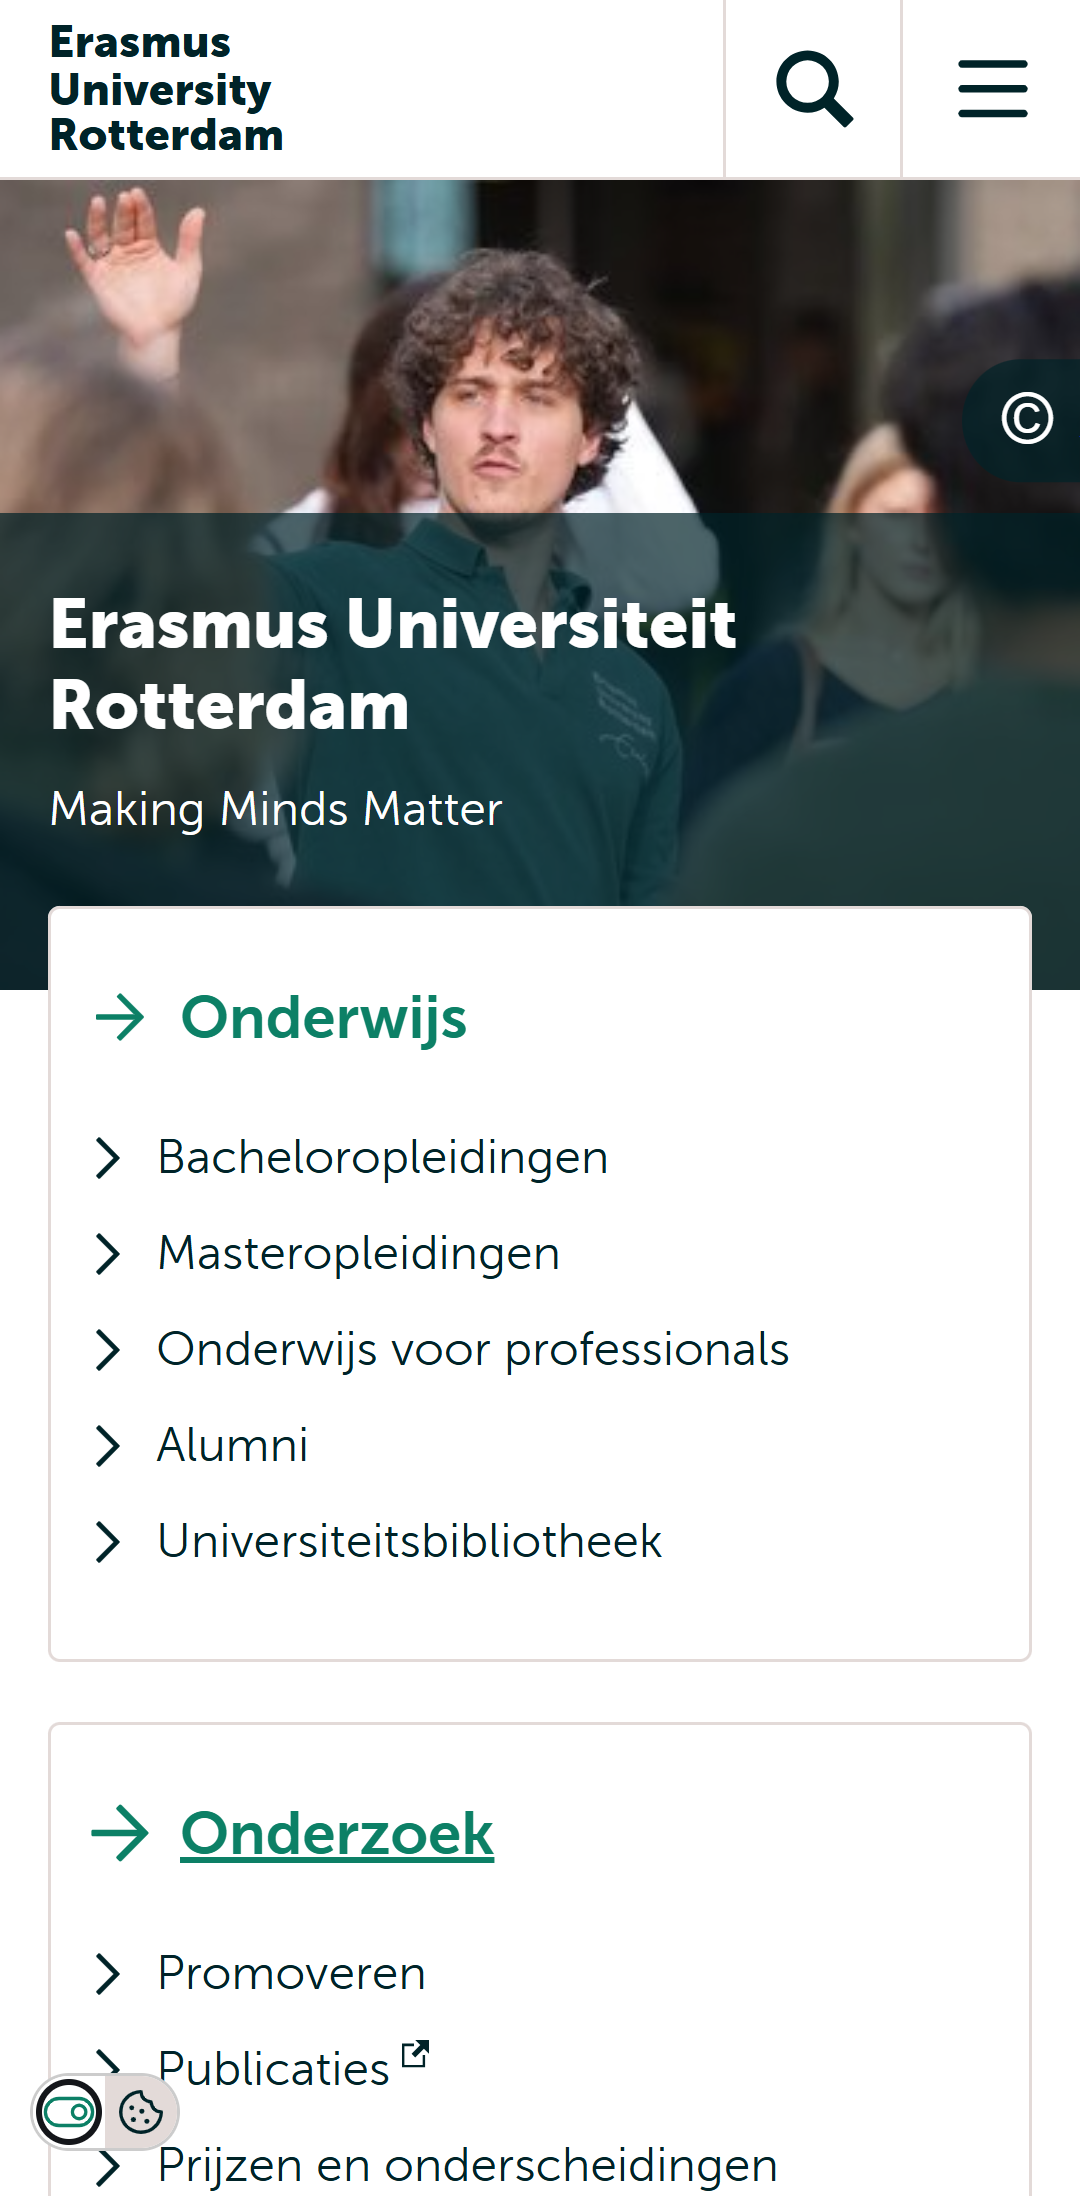 Erasmus
University
Rotterdam
©
Erasmus Universiteit
Rotterdam
Making Minds Matter
Onderwijs
Bacheloropleidingen
Masteropleidingen
Onderwijs voor professionals
Alumni
Universiteitsbibliotheek
Onderzoek
Promoveren
Publicaties
Prijzen en onderscheidingen